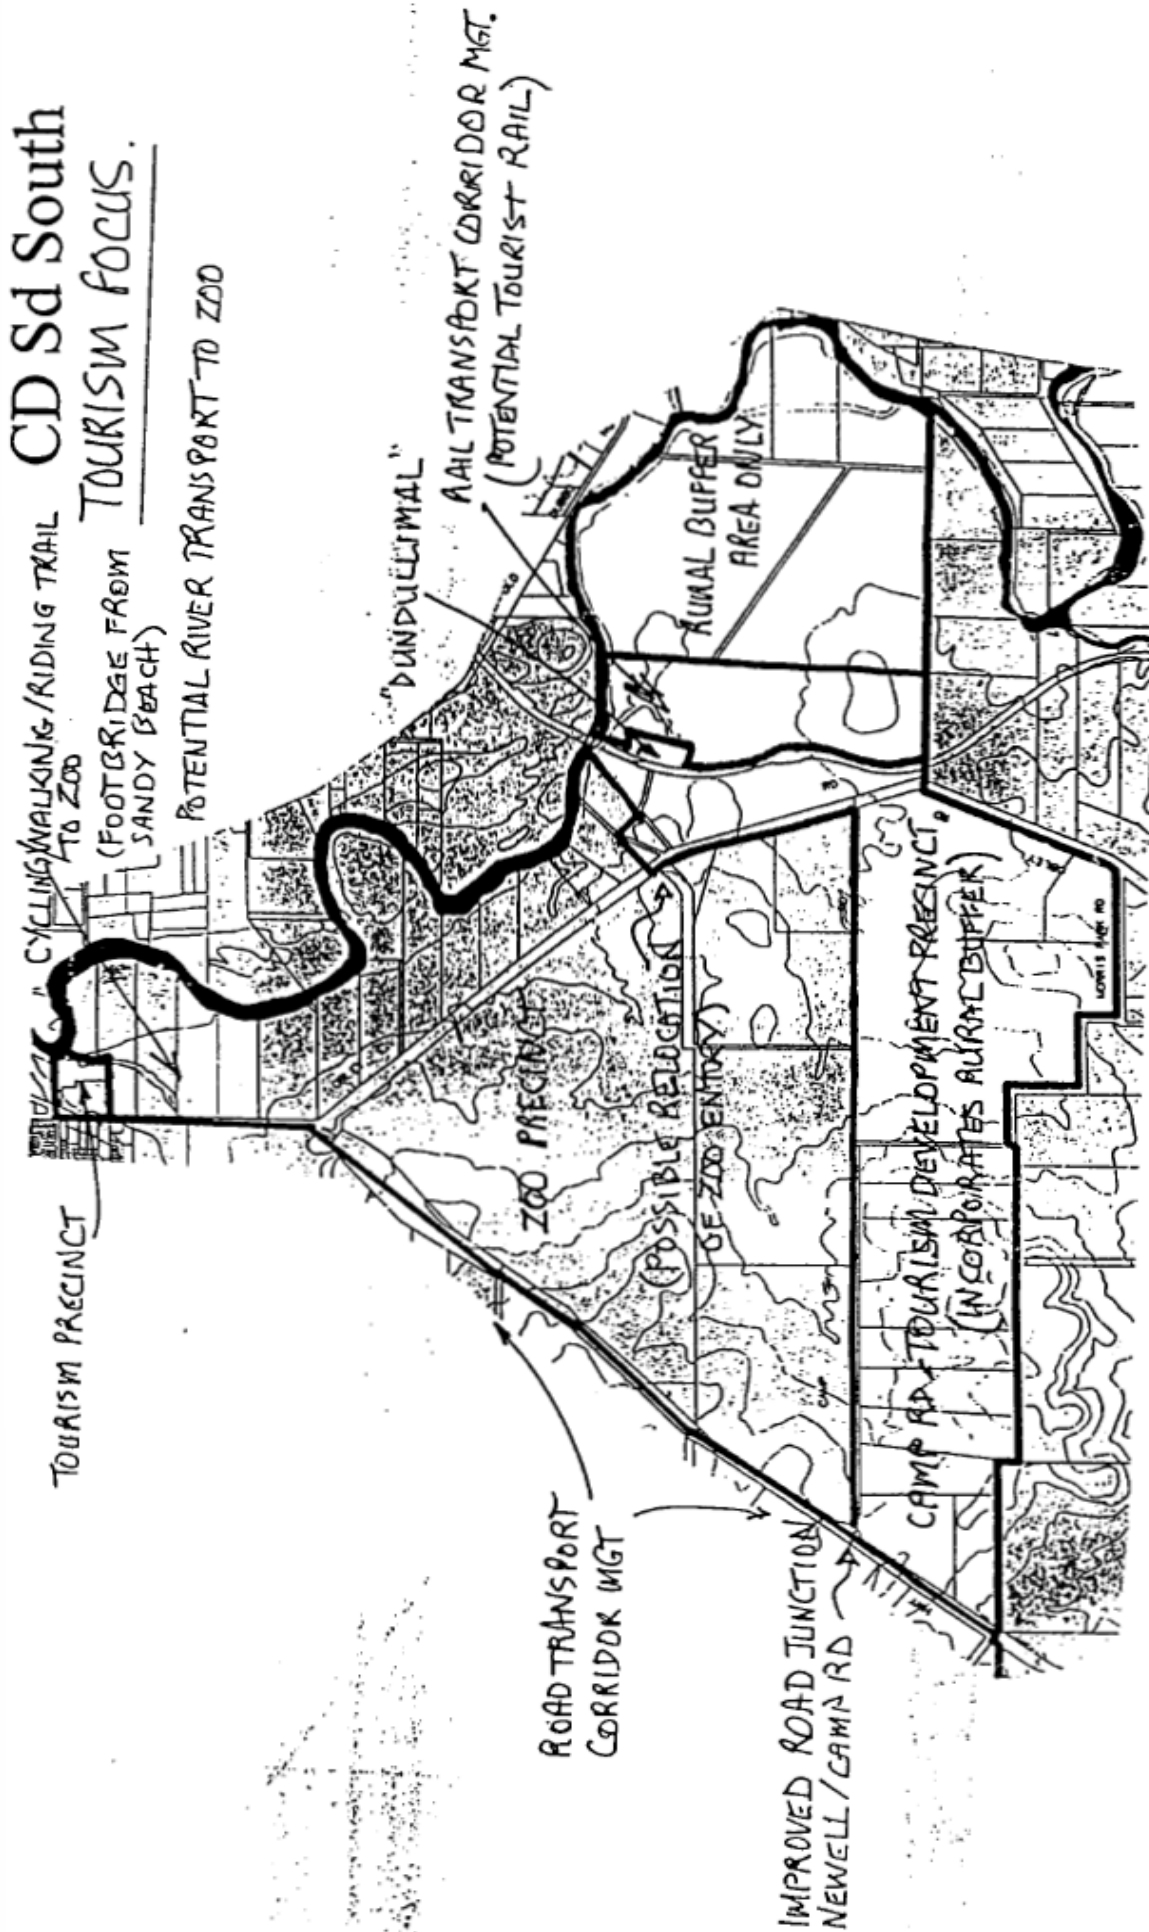 CD Sd South
TOURISM FOCUS.
CYCLING/WALKING/RIDING TRAIL
TO ZOO
(FOOTBRIDGE FROM
SANDY BEACH)
POTENTIAL RIVER TRANSPORT TO ZOO
"DUNDULLIMAL"
RAIL TRANSPORT CORRIDOR MGT.
(POTENTIAL TOURIST RAIL)
TOURISM PRECINCT
ZOO PRECINCT
(POSSIBLE RELOCATION
OF ZOO ENTRY)
RURAL BUFFER
AREA ONLY
ROAD TRANSPORT
CORRIDOR MGT
IMPROVED ROAD JUNCTION
NEWELL/CAMP RD
CAMP RD - TOURISM DEVELOPMENT PRESINCT
(INCORPORATES AURAL BUFFER)
RD